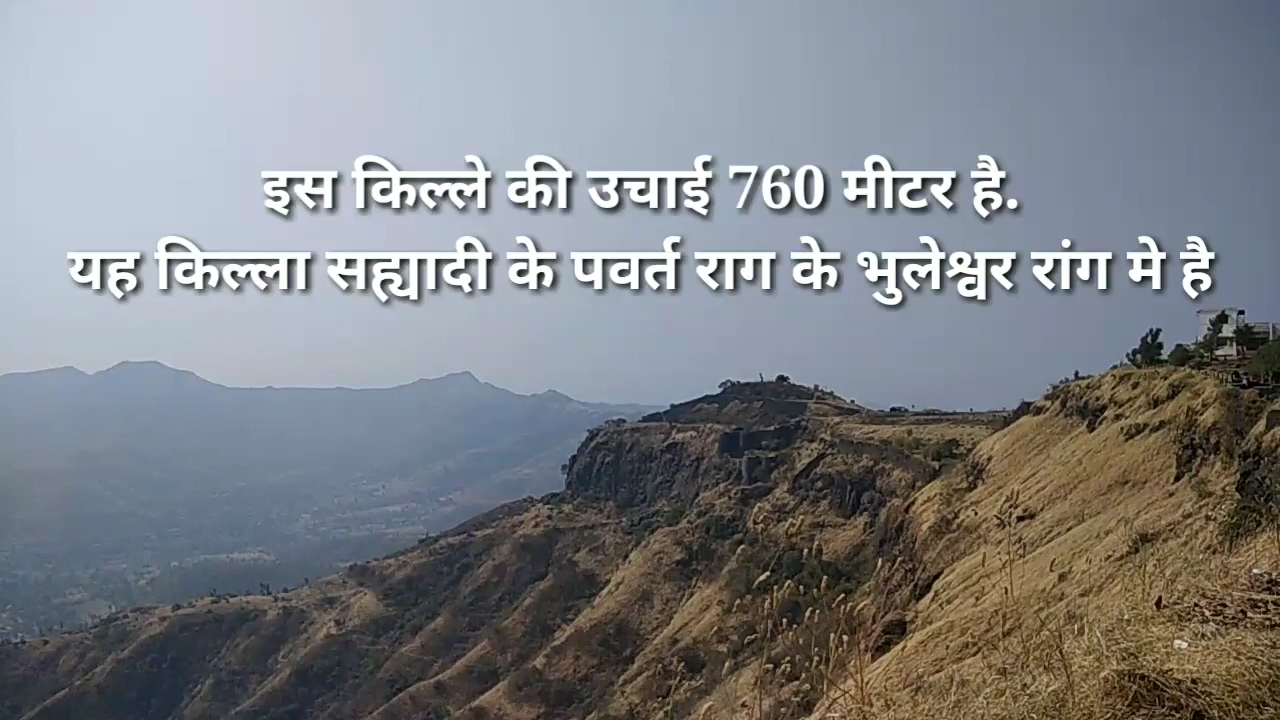 इस किल्ले की उचाई 760 मीटर है.
यह किल्ला सह्यादी के पवर्त राग के भुलेश्वर रांग मे है